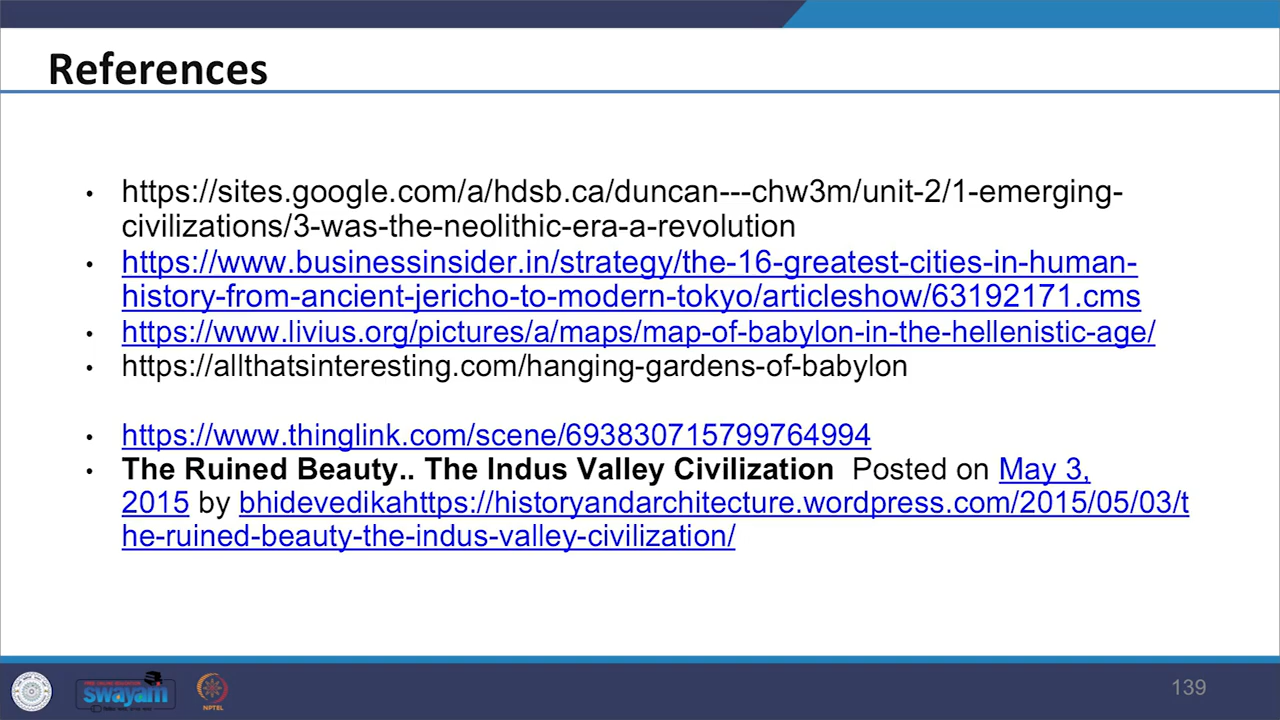 References
• https://sites.google.com/a/hdsb.ca/duncan---chw3m/unit-2/1-emerging-
civilizations/3-was-the-neolithic-era-a-revolution
• https://www.businessinsider.in/strategy/the-16-greatest-cities-in-human-
history-from-ancient-jericho-to-modern-tokyo/articleshow/63192171.cms
• https://www.livius.org/pictures/a/maps/map-of-babylon-in-the-hellenistic-age/
• https://allthatsinteresting.com/hanging-gardens-of-babylon
• https://www.thinglink.com/scene/693830715799764994
• The Ruined Beauty.. The Indus Valley Civilization Posted on May 3,
2015 by bhidevedikahttps://historyandarchitecture.wordpress.com/2015/05/03/t
he-ruined-beauty-the-indus-valley-civilization/
swayam
NPTEL
139